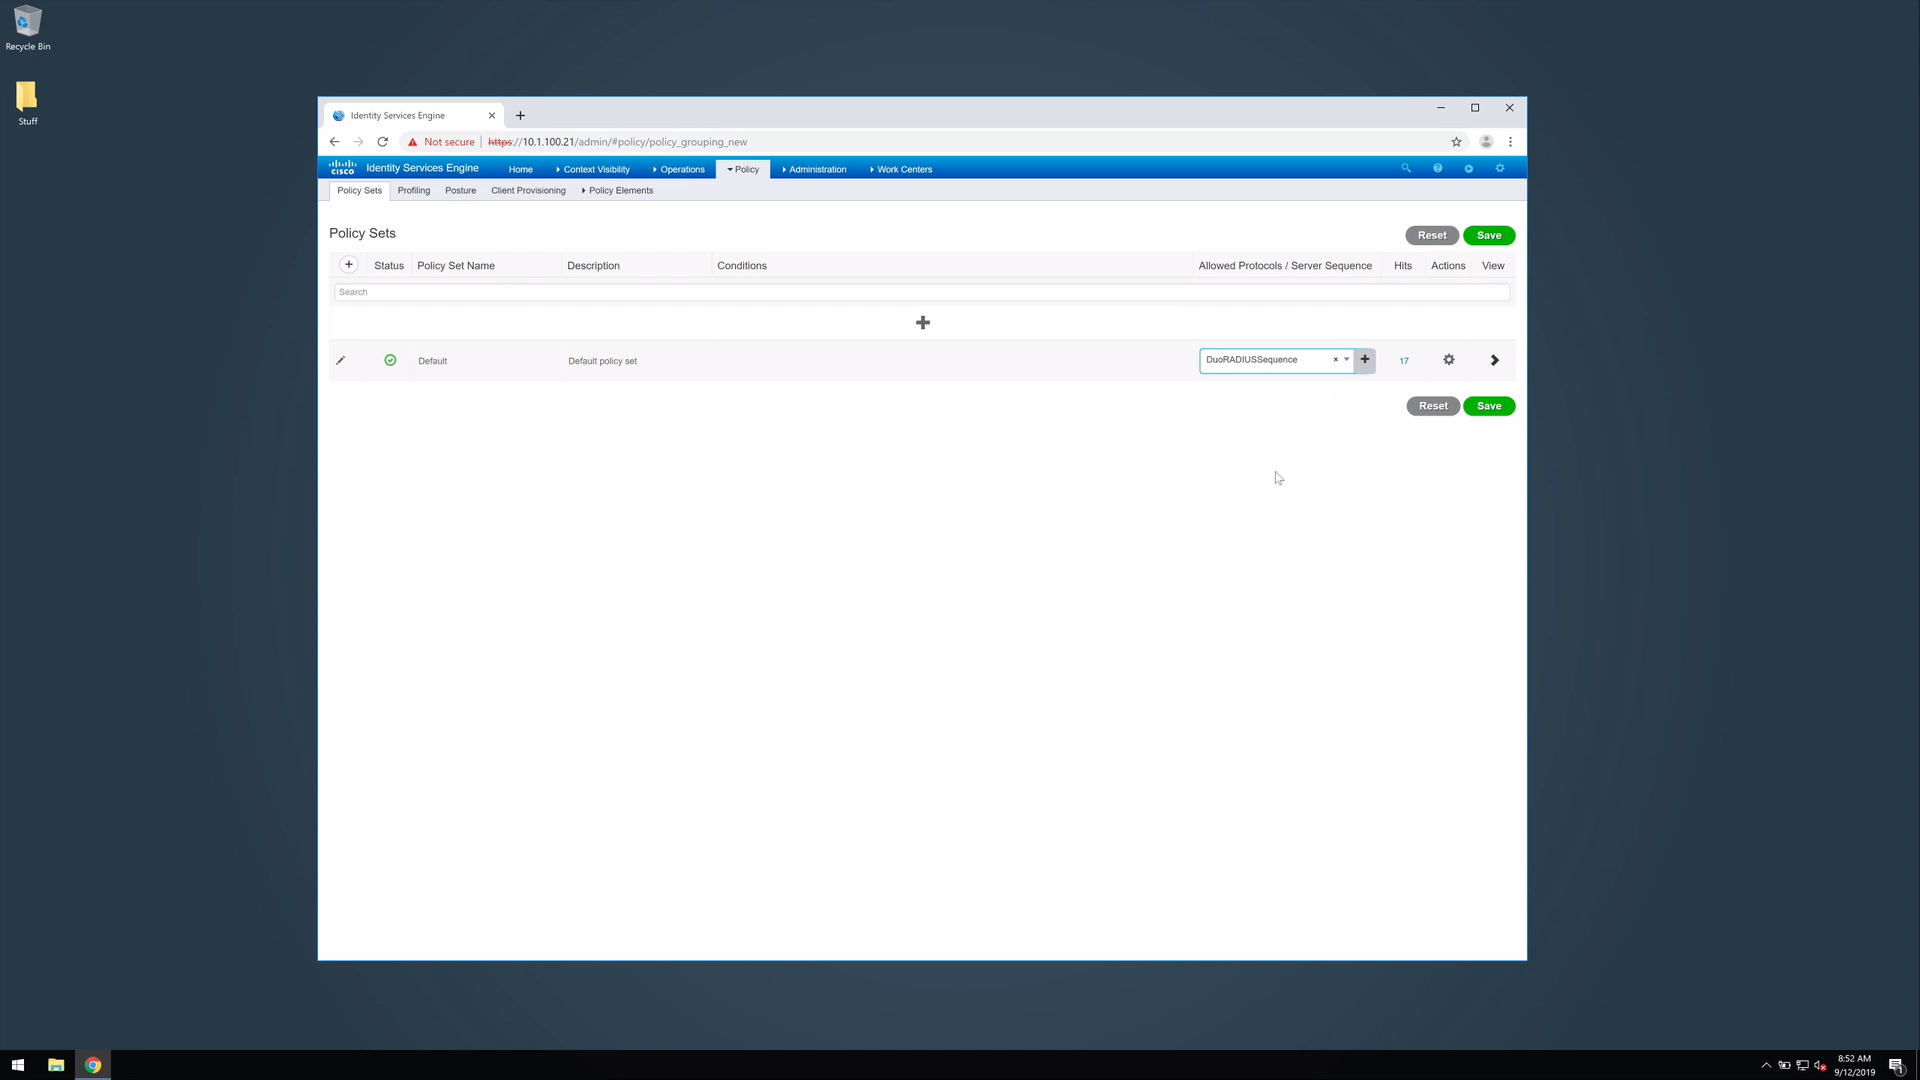 Recycle Bin
Stuff
Identity Services Engine
Not secure https://10.1.100.21/admin/#policy/policy_grouping_new
cisco Identity Services Engine Home Context Visibility Operations Policy Administration Work Centers
Policy Sets Profiling Posture Client Provisioning Policy Elements
Policy Sets Reset Save
Status Policy Set Name Description Conditions Allowed Protocols / Server Sequence Hits Actions View
Search
Default Default policy set DuoRADIUSSequence 17
Reset Save
8:52 AM
9/12/2019
1